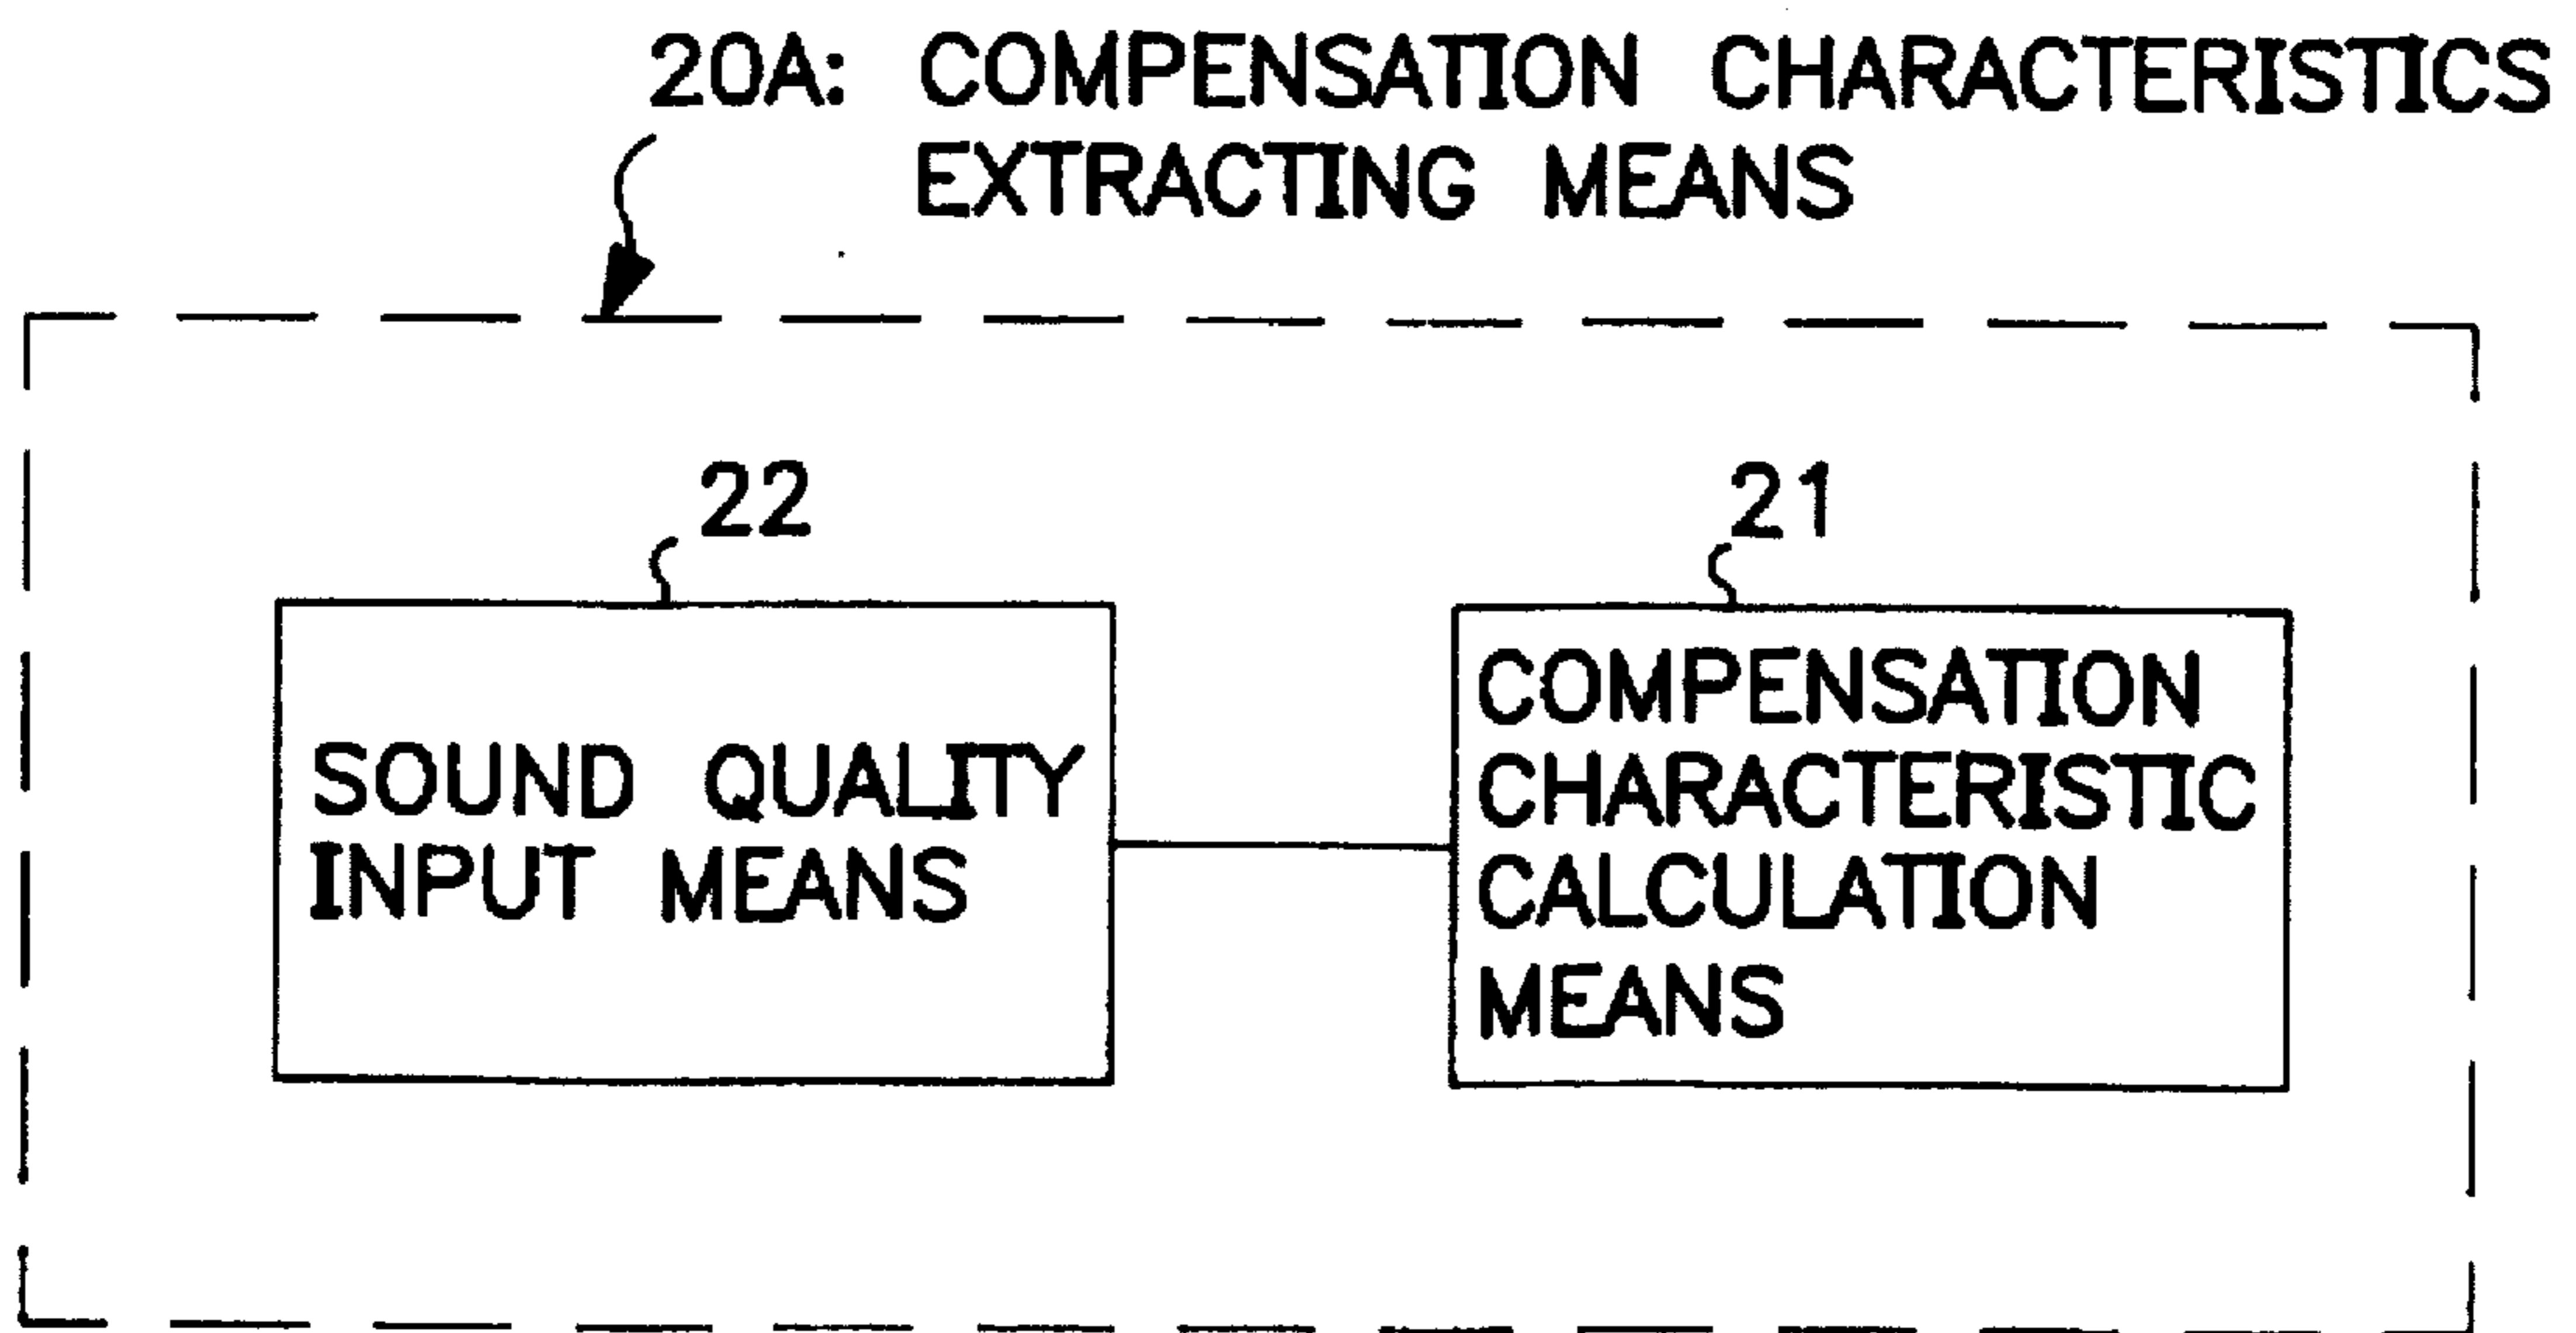 20A: COMPENSATION CHARACTERISTICS
EXTRACTING MEANS
22
21
SOUND QUALITY
INPUT MEANS
COMPENSATION
CHARACTERISTIC
CALCULATION
MEANS